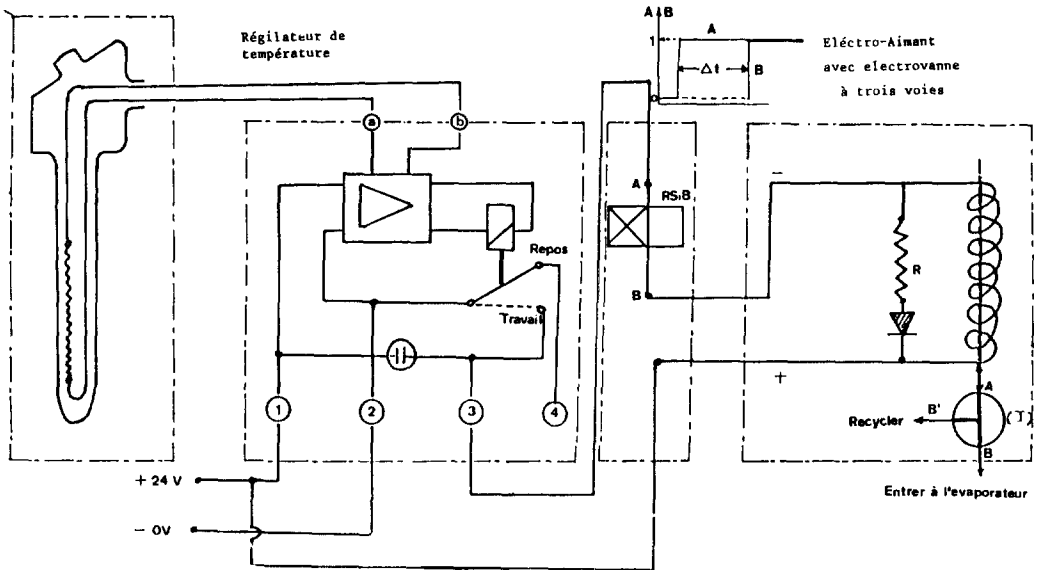 Régilateur de
température
A B
1
A
Δt
B
o
Eléctro-Aimant
avec electrovanne
à trois voies
a
b
A
RS1B
B
Repos
Travail
1
2
3
4
-
R
+
A
B'
Recycler
(T)
B
Entrer à l'evaporateur
+ 24 V
- 0V